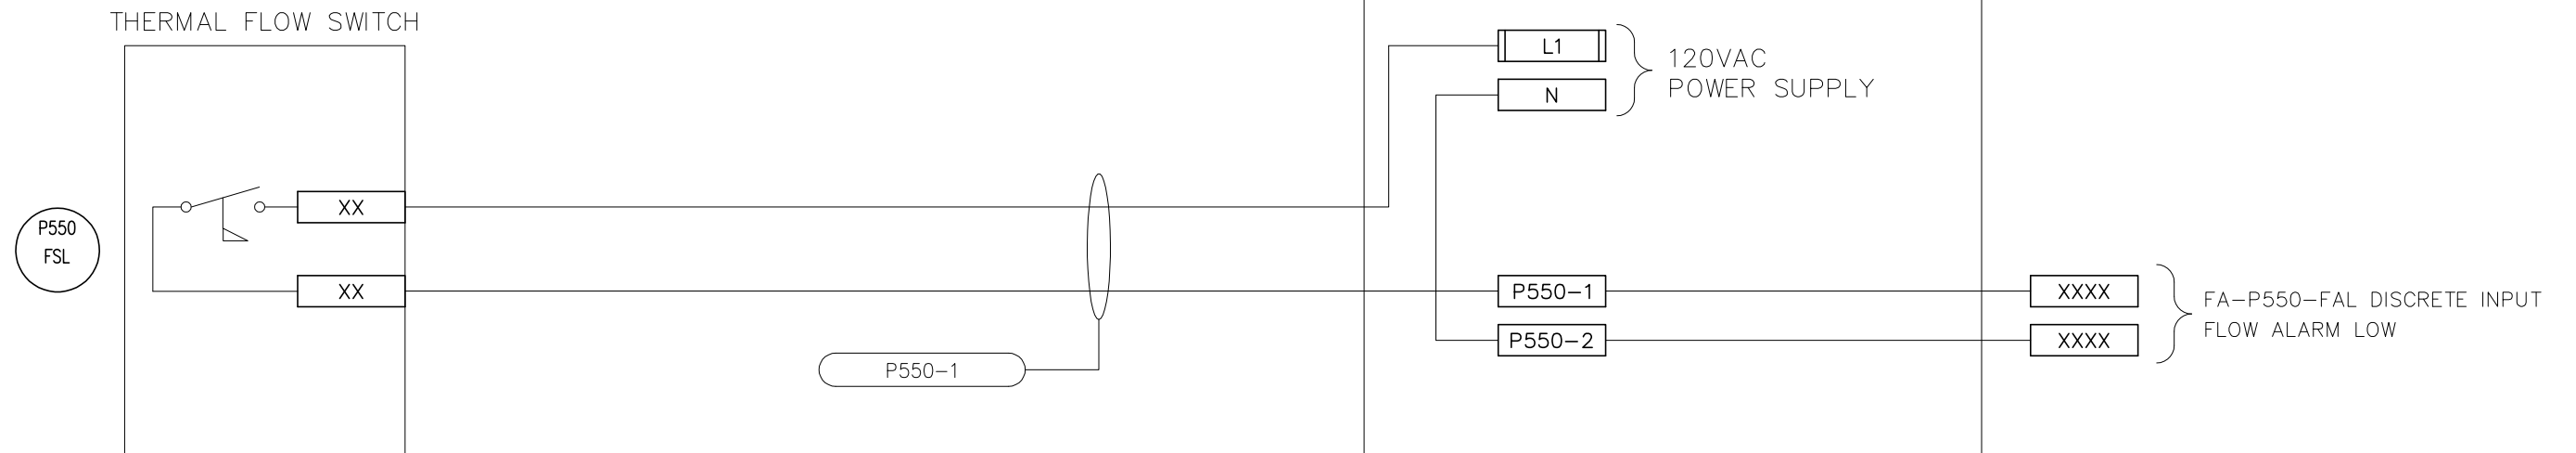 THERMAL FLOW SWITCH
L1
N
120VAC
POWER SUPPLY
XX
P550
FSL
XX
P550-1
XXXX
P550-2
XXXX
FA-P550-FAL DISCRETE INPUT
FLOW ALARM LOW
P550-1